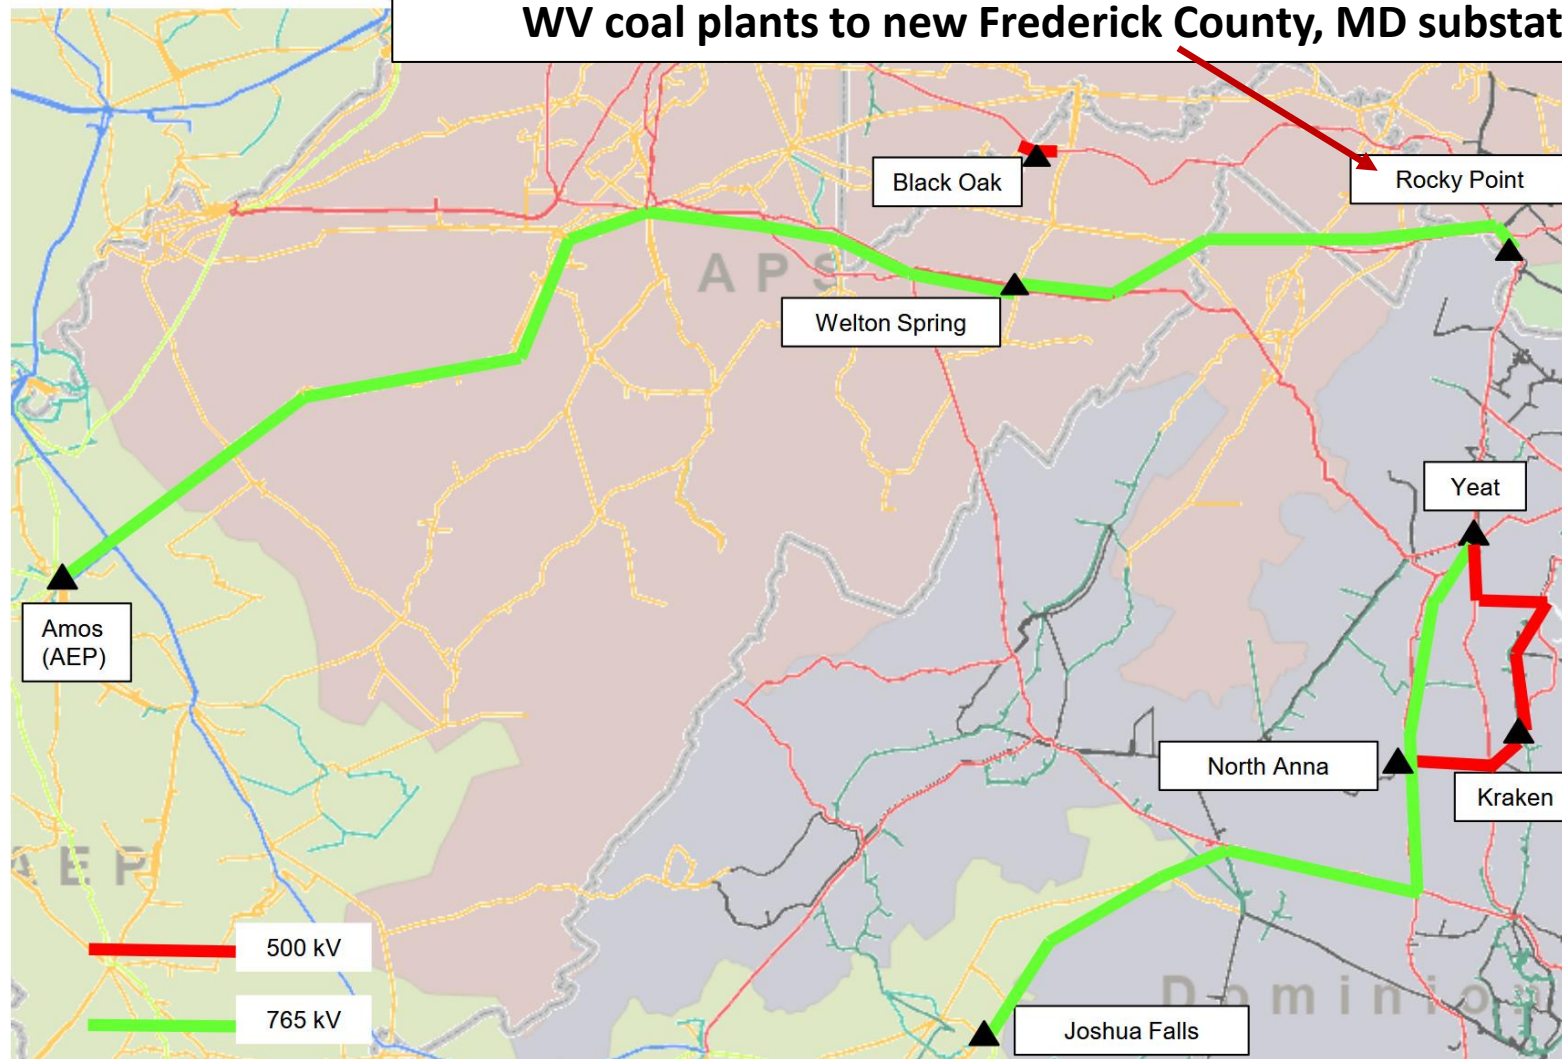 WV coal plants to new Frederick County, MD substat
Black Oak
Rocky Point
APS
Welton Spring
Yeat
Amos
(AEP)
North Anna
Kraken
AEP
500 kV
Dominion
765 kV
Joshua Falls